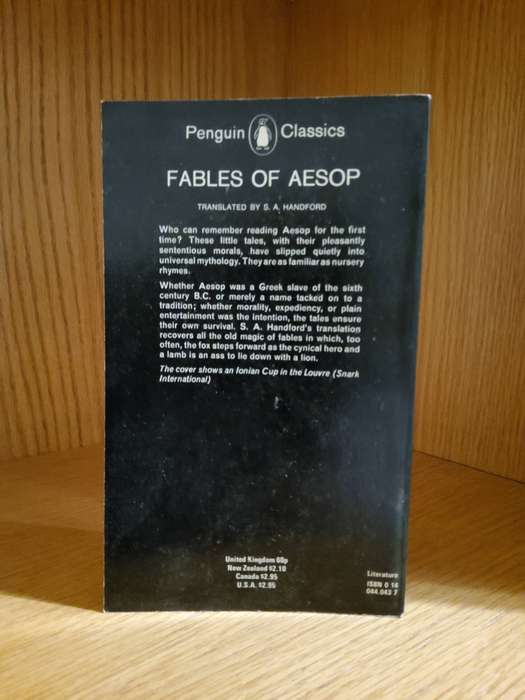 Penguin Classics
FABLES OF AESOP
TRANSLATED BY S. A. HANDFORD
Who can remember reading Aesop for the first
time? These little tales, with their pleasantly
sententious morals, have slipped quietly into
universal mythology. They are as familiar as nursery
rhymes.
Whether Aesop was a Greek slave of the sixth
century B.C. or merely a name tacked on to a
tradition; whether morality, expediency, or plain
entertainment was the intention, the tales ensure
their own survival. S. A. Handford's translation
recovers all the old magic of fables in which, too
often, the fox steps forward as the cynical hero and
a lamb is an ass to lie down with a lion.
The cover shows an Ionian Cup in the Louvre (Snark
International)
United Kingdom 60p
New Zealand $2.10
Canada $2.95
U.S.A. $2.95
Literature
ISBN 0 14
044.043 7